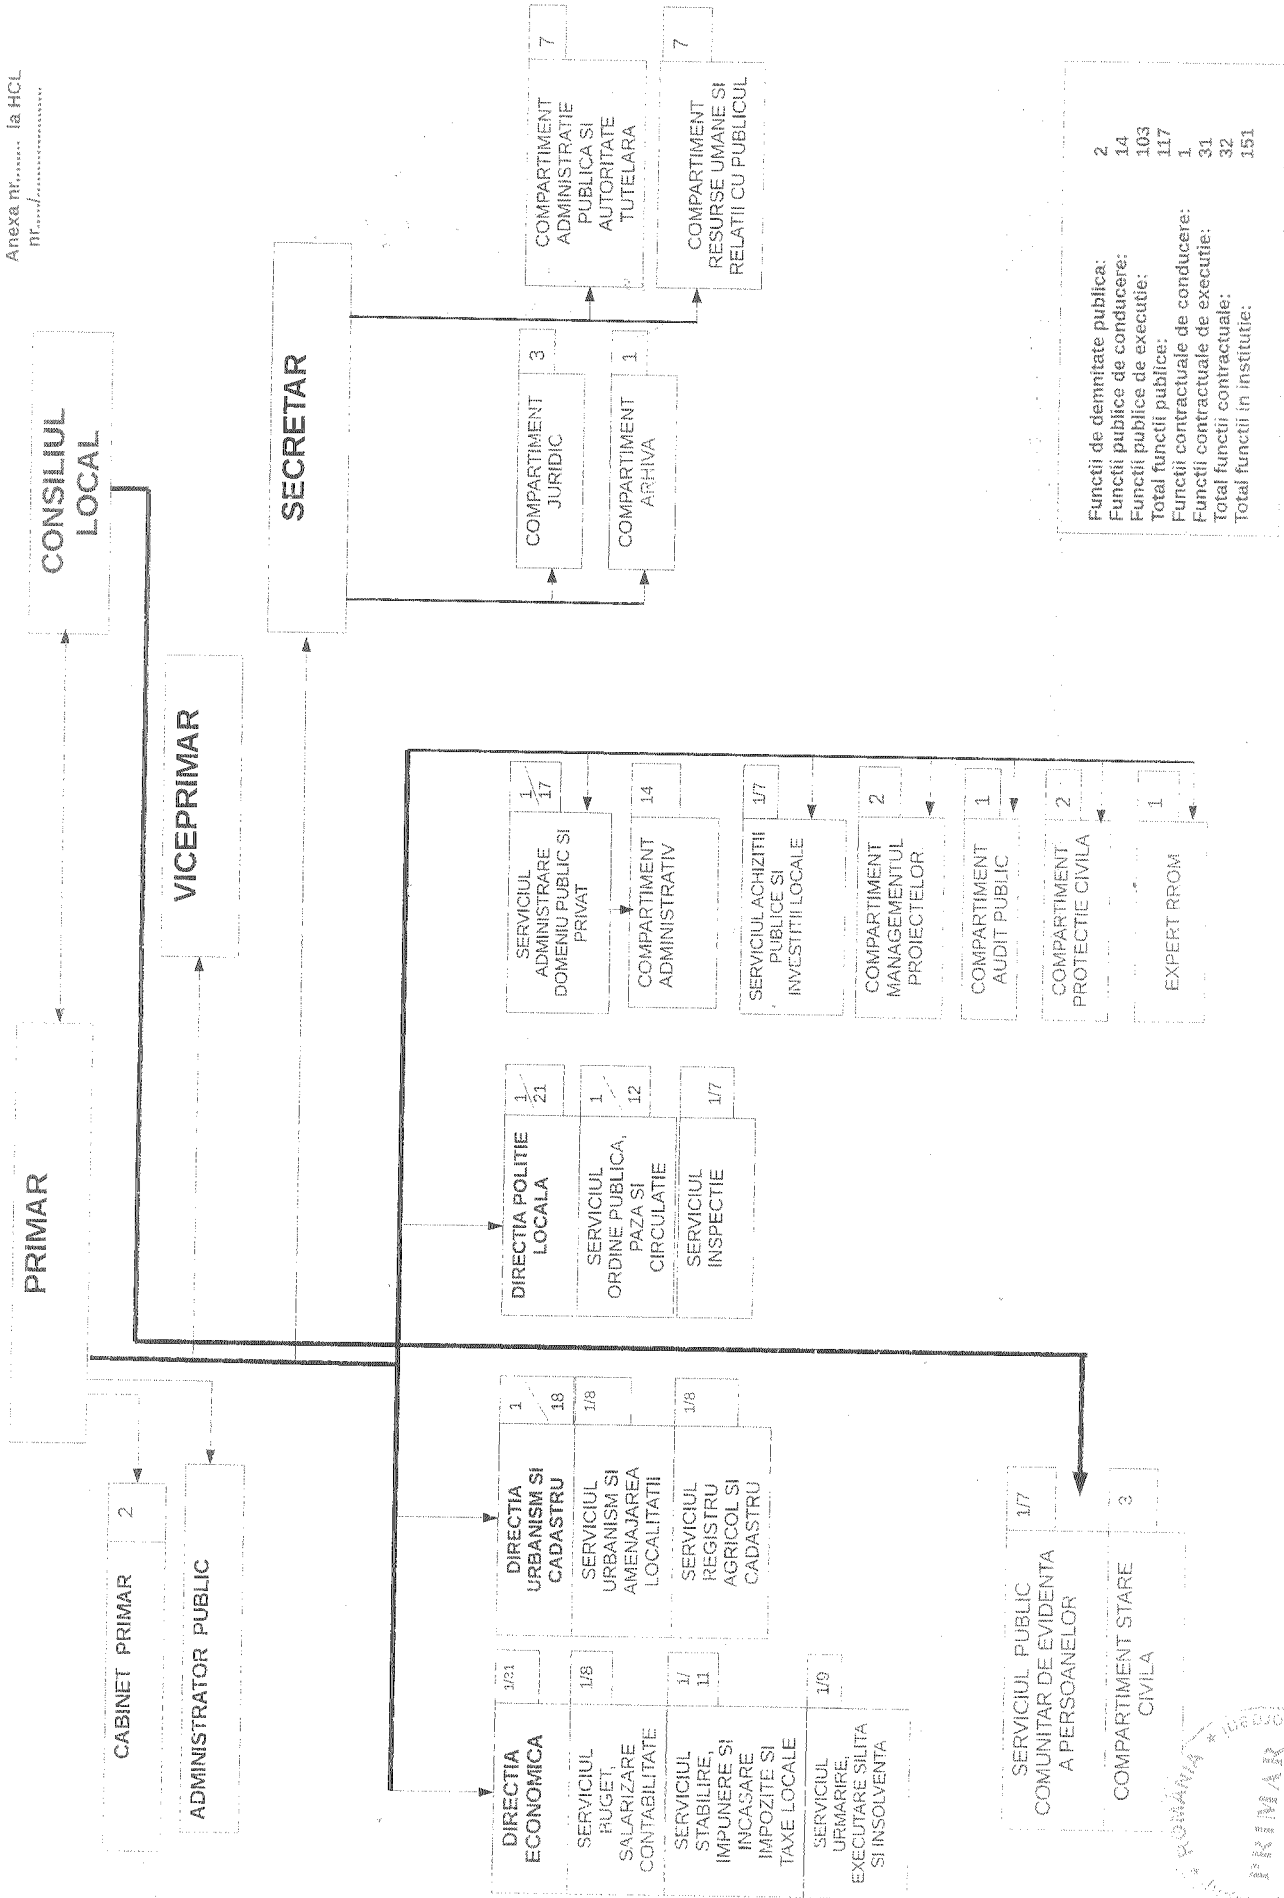 Anexa nr....... la HCL
nr...../......................
PRIMAR
CONSILIUL
LOCAL
CABINET PRIMAR
2
ADMINISTRATOR PUBLIC
VICEPRIMAR
SECRETAR
DIRECTIA
ECONOMICA
SERVICIUL
BUGET,
SALARIZARE
CONTABILITATE
1/8
SERVICIUL
STABILIRE,
IMPUNERE SI
INCASARE
IMPOZITE SI
TAXE LOCALE
1/
11
SERVICIUL
URMARIRE,
EXECUTARE SILITA
SI INSOLVENTA
1/9
DIRECTIA
URBANISM SI
CADASTRU
1/
18
SERVICIUL
URBANISM SI
AMENAJAREA
LOCALITATII
1/8
SERVICIUL
REGISTRU
AGRICOL SI
CADASTRU
1/8
DIRECTIA POLITIE
LOCALA
1/
21
SERVICIUL
ORDINE PUBLICA,
PAZA SI
CIRCULATIE
1/
12
SERVICIUL
INSPECTIE
1/7
SERVICIUL
ADMINISTRARE
DOMENIU PUBLIC SI
PRIVAT
1/
17
COMPARTIMENT
ADMINISTRATIV
14
SERVICIUL ACHIZITII
PUBLICE SI
INVESTITII LOCALE
1/7
COMPARTIMENT
MANAGEMENTUL
PROIECTELOR
2
COMPARTIMENT
AUDIT PUBLIC
1
COMPARTIMENT
PROTECTIE CIVILA
2
EXPERT RROM
1
COMPARTIMENT
JURIDIC
3
COMPARTIMENT
ARHIVA
1
COMPARTIMENT
ADMINISTRATIE
PUBLICA SI
AUTORITATE
TUTELARA
7
COMPARTIMENT
RESURSE UMANE SI
RELATII CU PUBLICUL
7
SERVICIUL PUBLIC
COMUNITAR DE EVIDENTA
A PERSOANELOR
1/7
COMPARTIMENT STARE
CIVILA
3
Functii de demnitate publica: 2
Functii publice de conducere: 14
Functii publice de executie: 103
Total functii publice: 117
Functii contractuale de conducere: 1
Functii contractuale de executie: 31
Total functii contractuale: 32
Total functii in institutie: 151
ROMÂNIA